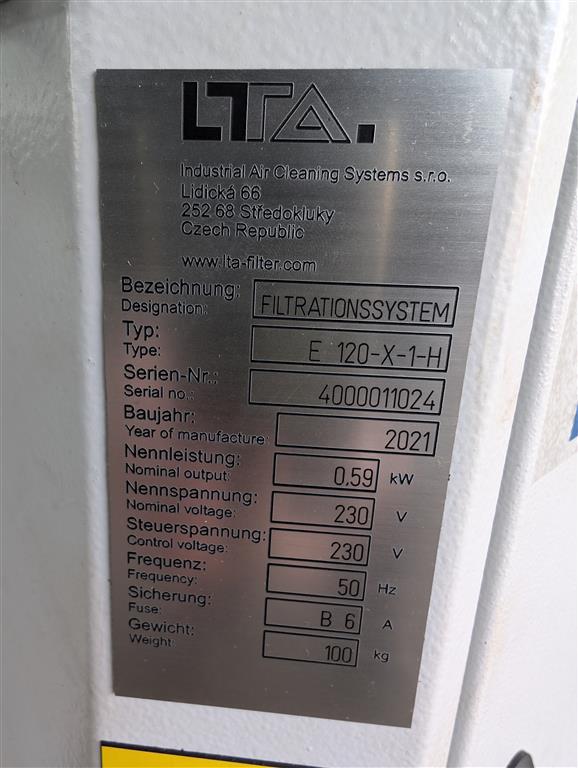 LTA.
Industrial Air Cleaning Systems s.r.o.
Lidická 66
252 68 Středokluky
Czech Republic
www.lta-filter.com
Bezeichnung:
Designation: FILTRATIONSSYSTEM
Typ:
Type: E 120-X-1-H
Serien-Nr.:
Serial no.: 4000011024
Baujahr:
Year of manufacture: 2021
Nennleistung:
Nominal output: 0,59 kW
Nennspannung:
Nominal voltage: 230 V
Steuerspannung:
Control voltage: 230 V
Frequenz:
Frequency: 50 Hz
Sicherung:
Fuse: B 6 A
Gewicht:
Weight: 100 kg